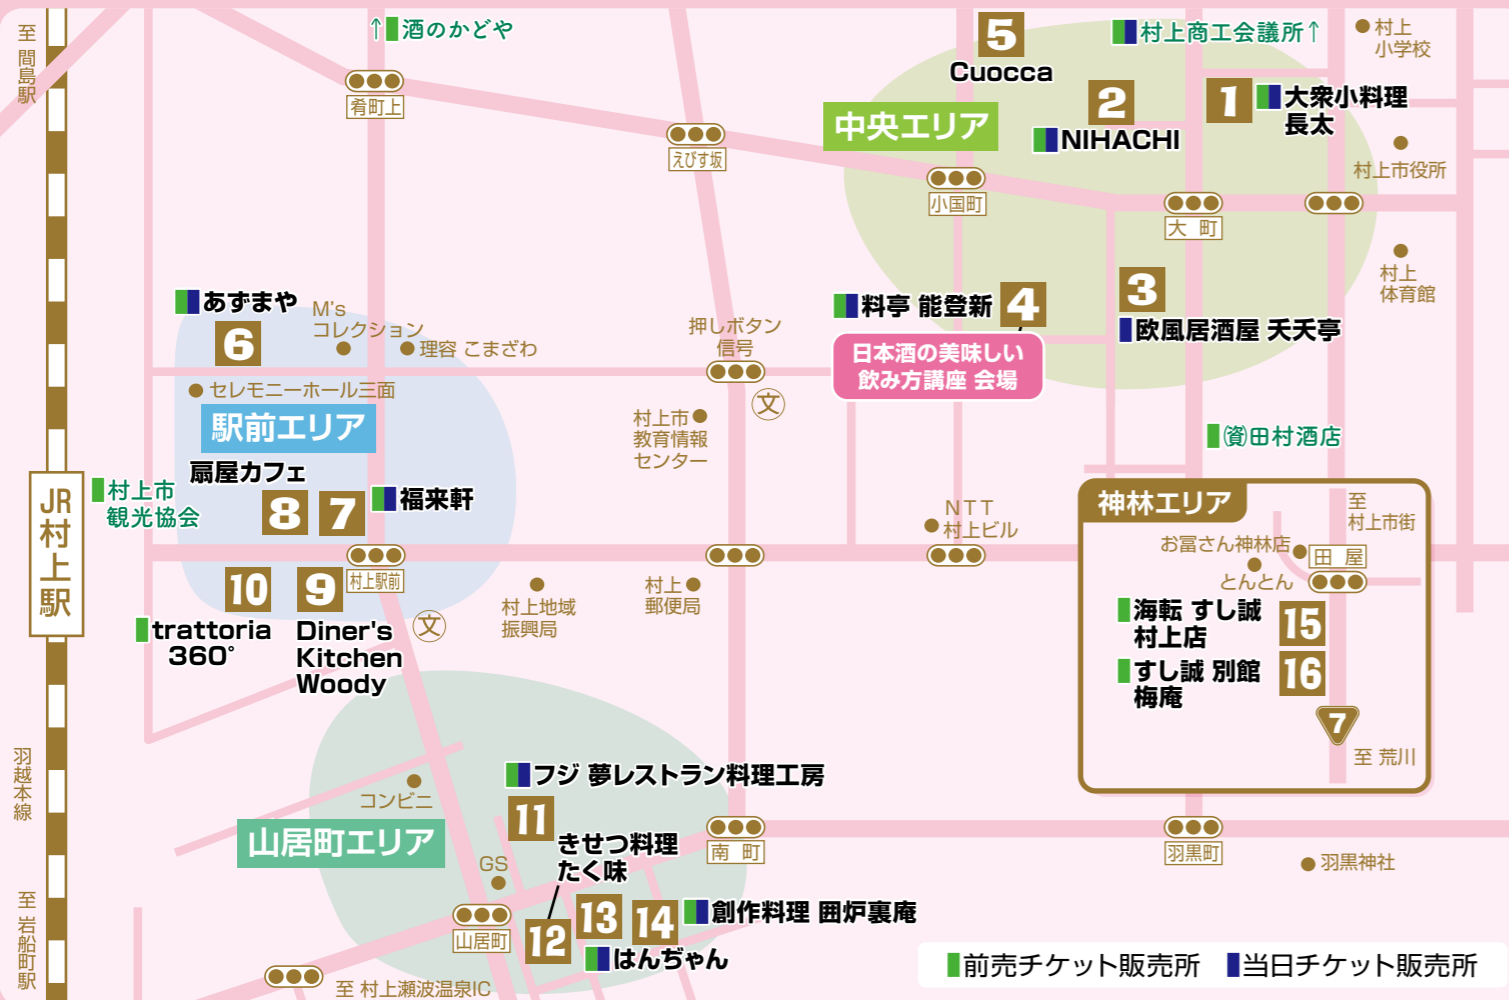 至 間島駅
↑酒のかどや
肴町上
えびす坂
5
Cuocca
村上商工会議所↑
村上
小学校
中央エリア
2
NIHACHI
1
大衆小料理
長太
村上市役所
小国町
大 町
村上
体育館
料亭 能登新
4
3
欧風居酒屋 夭夭亭
日本酒の美味しい
飲み方講座 会場
あずまや
6
M's
コレクション
理容 こまざわ
セレモニーホール三面
押しボタン
信号
文
駅前エリア
村上市
教育情報
センター
田村酒店
扇屋カフェ
8
7
福来軒
村上市
観光協会
JR村上駅
村上駅前
NTT
村上ビル
10
9
trattoria
360°
Diner's
Kitchen
Woody
文
村上地域
振興局
村上
郵便局
神林エリア
至
村上市街
お冨さん神林店
田 屋
とんとん
海転 すし誠
村上店
15
すし誠 別館
梅庵
16
7
至 荒川
羽越本線
フジ 夢レストラン料理工房
11
コンビニ
山居町エリア
きせつ料理
たく味
南 町
羽黒町
羽黒神社
GS
山居町
12
13
14
創作料理 囲炉裏庵
はんぢゃん
至 岩船町駅
至 村上瀬波温泉IC
前売チケット販売所
当日チケット販売所